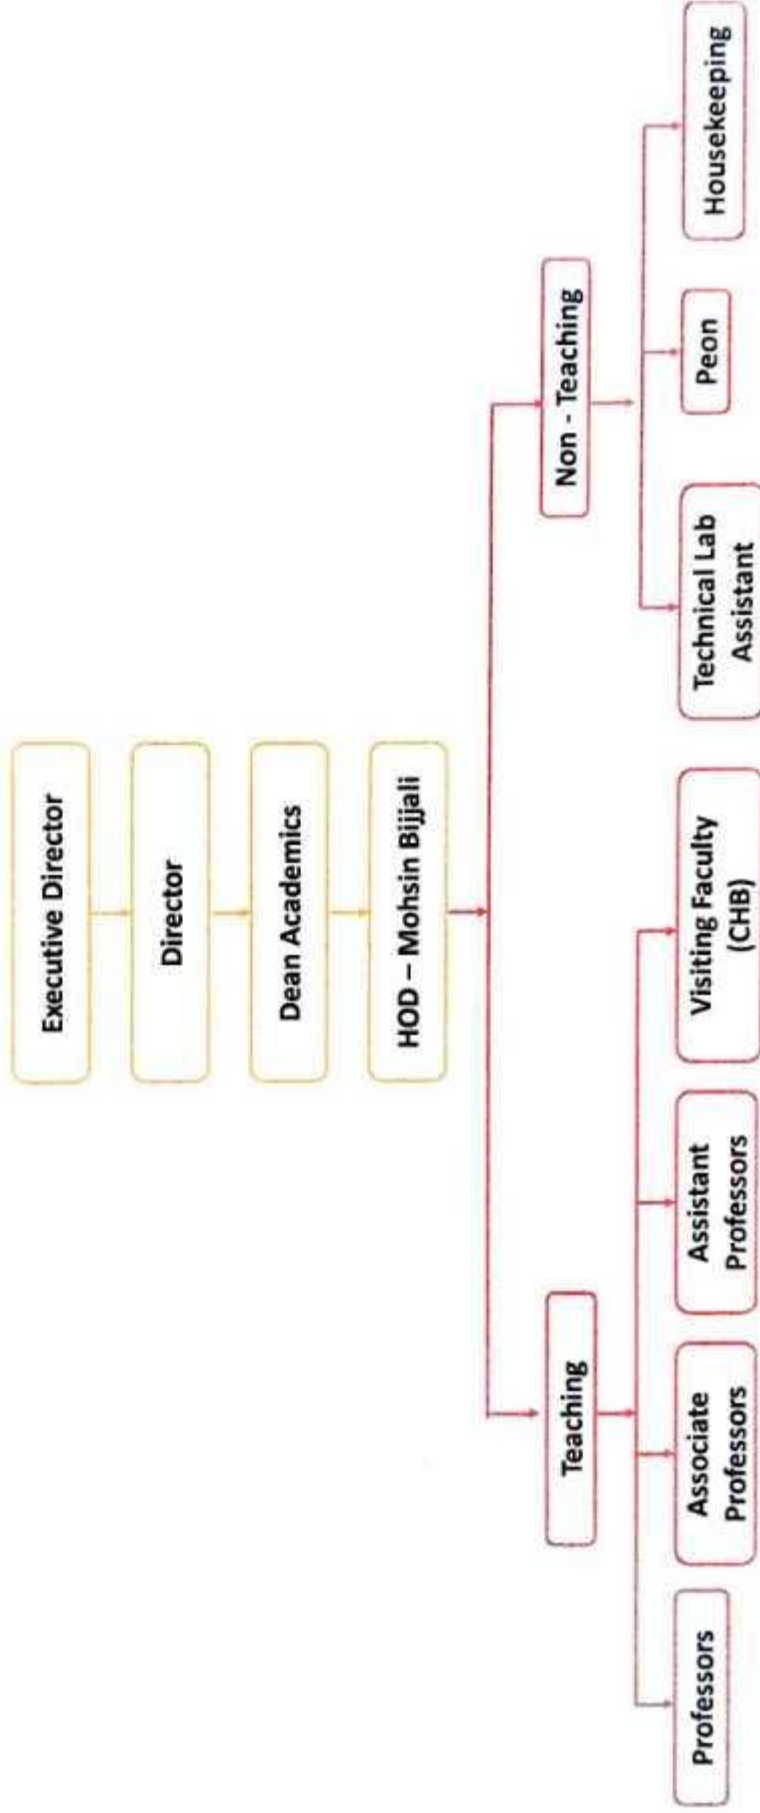 Executive Director
Director
Dean Academics
HOD – Mohsin Bijjali
Teaching
Non - Teaching
Professors
Associate
Professors
Assistant
Professors
Visiting Faculty
(CHB)
Technical Lab
Assistant
Peon
Housekeeping